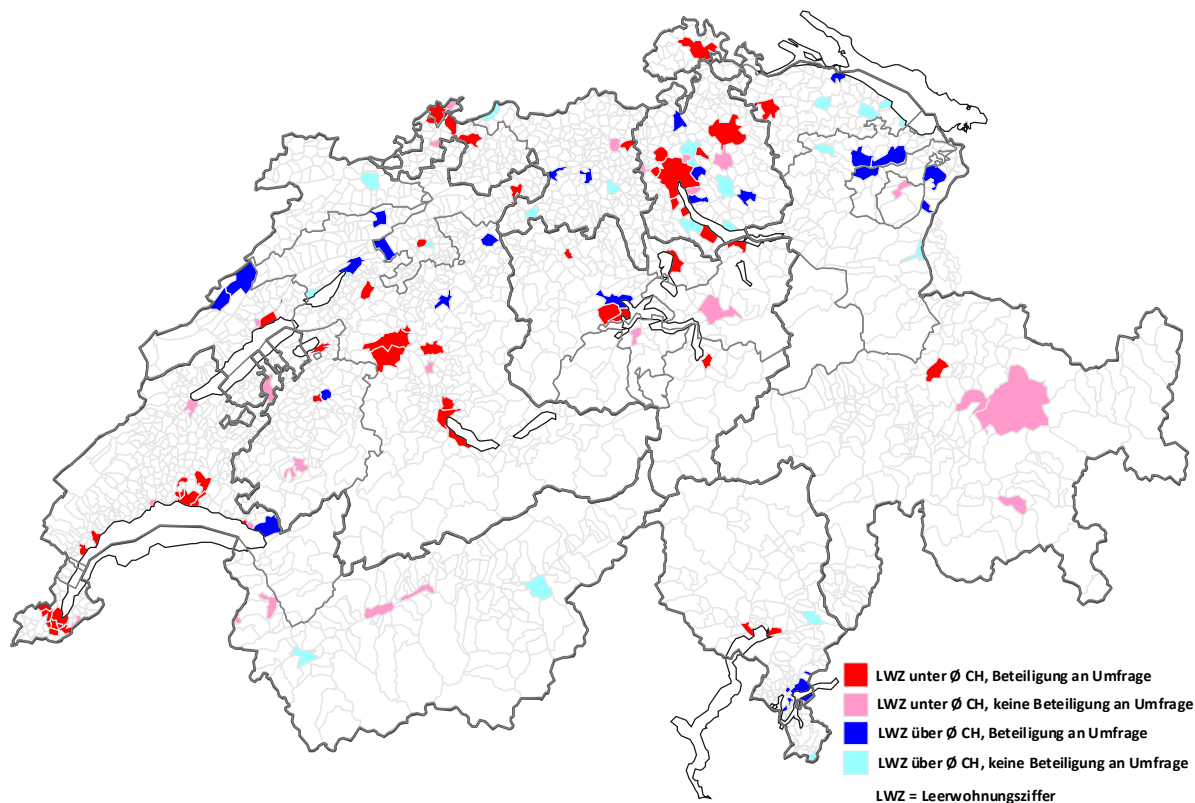 LWZ unter Ø CH, Beteiligung an Umfrage
LWZ unter Ø CH, keine Beteiligung an Umfrage
LWZ über Ø CH, Beteiligung an Umfrage
LWZ über Ø CH, keine Beteiligung an Umfrage
LWZ = Leerwohnungsziffer